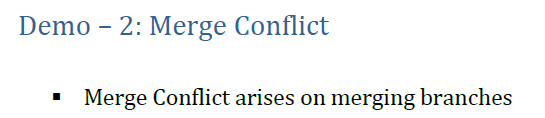 Demo – 2: Merge Conflict
▪ Merge Conflict arises on merging branches